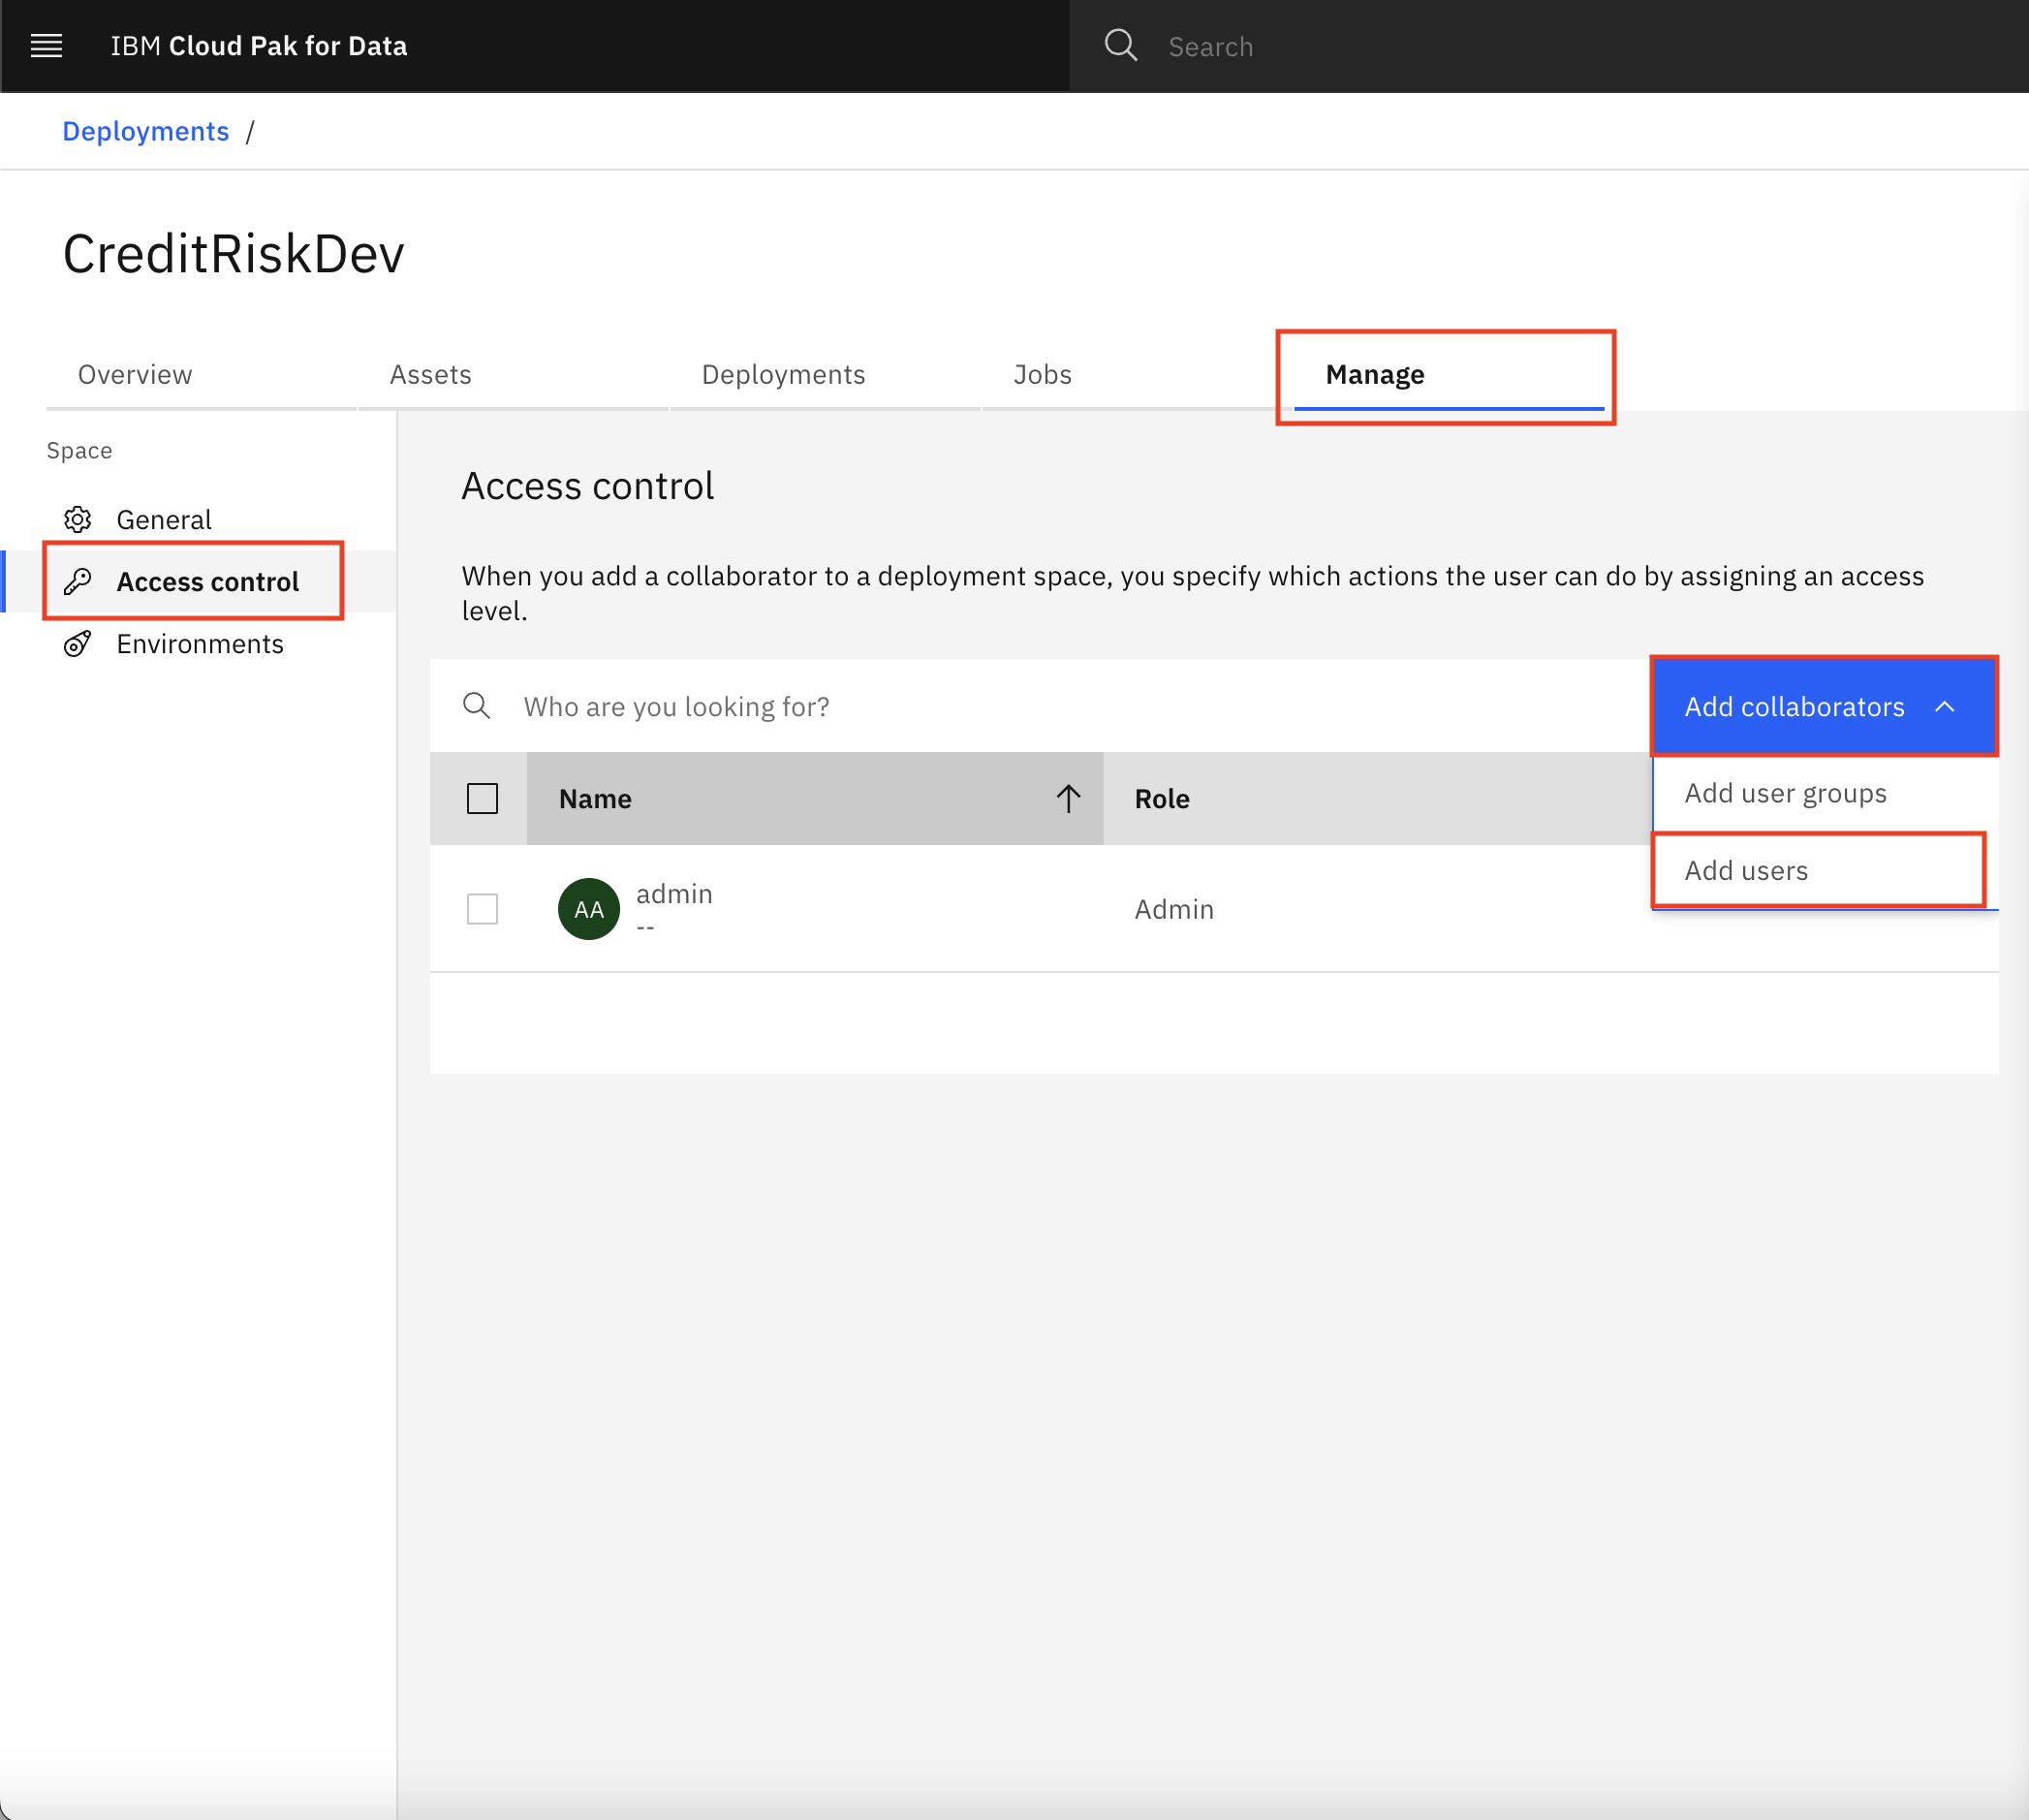 IBM Cloud Pak for Data
Search
Deployments /
CreditRiskDev
Overview
Assets
Deployments
Jobs
Manage
Space
General
Access control
Environments
Access control
When you add a collaborator to a deployment space, you specify which actions the user can do by assigning an access
level.
Who are you looking for?
Add collaborators
Add user groups
Add users
Name
Role
AA
admin
--
Admin